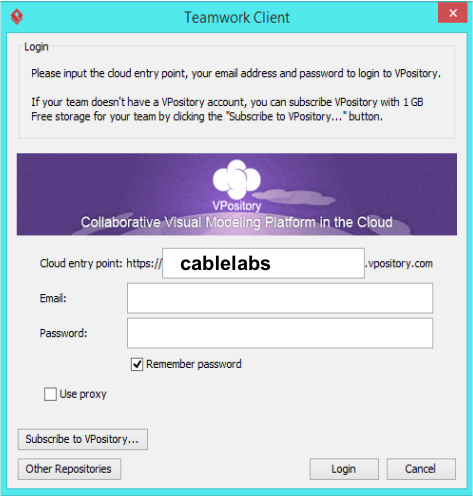 Teamwork Client
Login
Please input the cloud entry point, your email address and password to login to VPository.
If your team doesn't have a VPository account, you can subscribe VPository with 1 GB
Free storage for your team by clicking the "Subscribe to VPository..." button.
VPository
Collaborative Visual Modeling Platform in the Cloud
Cloud entry point: https:// cablelabs .vpository.com
Email:
Password:
Remember password
Use proxy
Subscribe to VPository...
Other Repositories Login Cancel